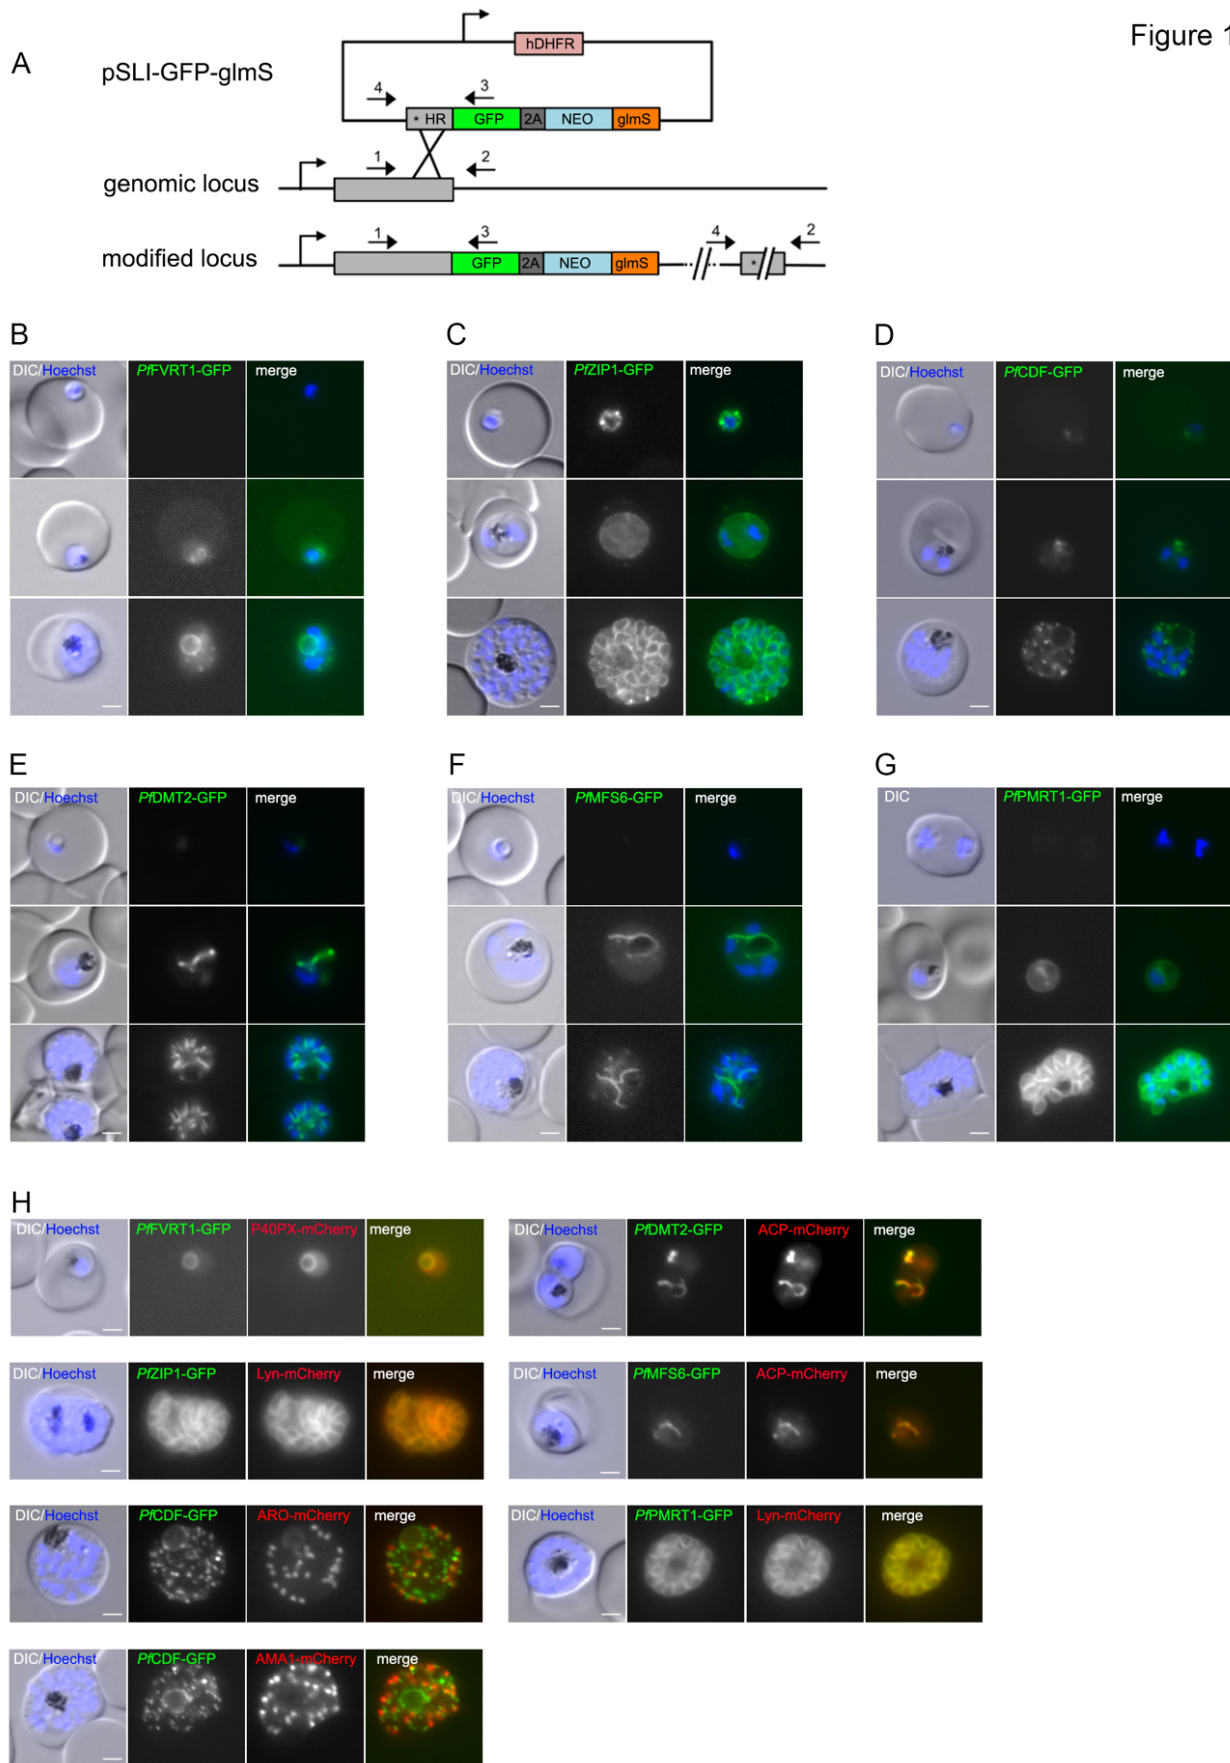 Figure 1
A
pSLI-GFP-glmS
hDHFR
4
3
* HR GFP 2A NEO glmS
1
2
genomic locus
modified locus
1
3
4
2
GFP 2A NEO glmS
*
B
DIC/Hoechst PfFVRT1-GFP merge
C
DIC/Hoechst PfZIP1-GFP merge
D
DIC/Hoechst PfCDF-GFP merge
E
DIC/Hoechst PfDMT2-GFP merge
F
DIC/Hoechst PfMFS6-GFP merge
G
DIC PfPMRT1-GFP merge
H
DIC/Hoechst PfFVRT1-GFP P40PX-mCherry merge
DIC/Hoechst PfDMT2-GFP ACP-mCherry merge
DIC/Hoechst PfZIP1-GFP Lyn-mCherry merge
DIC/Hoechst PfMFS6-GFP ACP-mCherry merge
DIC/Hoechst PfCDF-GFP ARO-mCherry merge
DIC/Hoechst PfPMRT1-GFP Lyn-mCherry merge
DIC/Hoechst PfCDF-GFP AMA1-mCherry merge